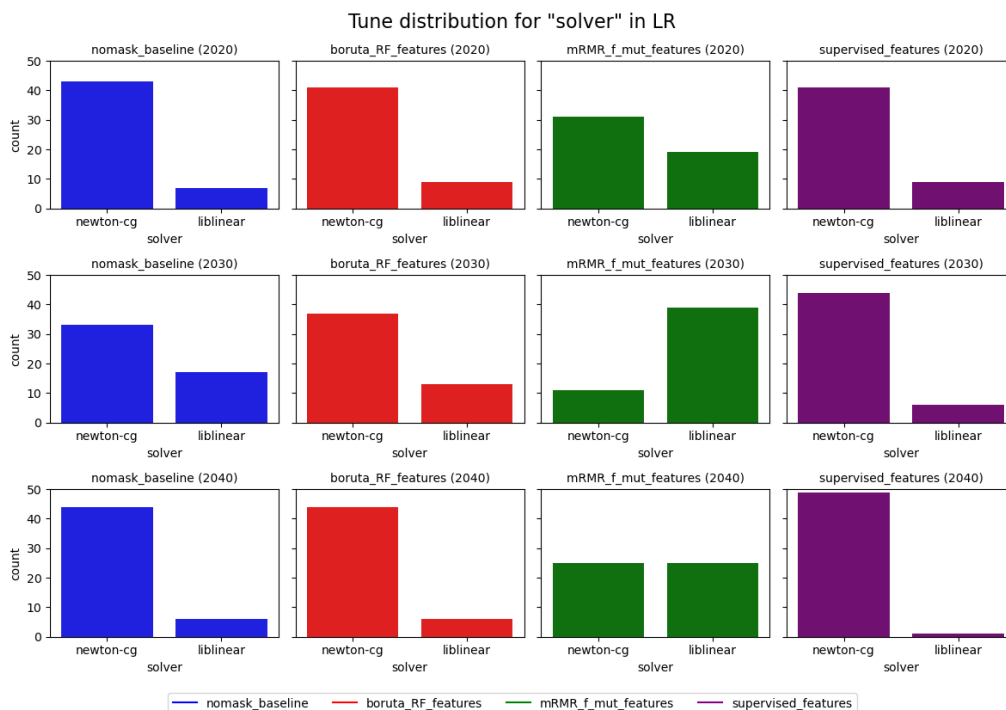 Tune distribution for "solver" in LR
nomask_baseline (2020) boruta_RF_features (2020) mRMR_f_mut_features (2020) supervised_features (2020)
50
40
30
20
10
0
count
newton-cg liblinear newton-cg liblinear newton-cg liblinear newton-cg liblinear
solver solver solver solver
nomask_baseline (2030) boruta_RF_features (2030) mRMR_f_mut_features (2030) supervised_features (2030)
50
40
30
20
10
0
count
newton-cg liblinear newton-cg liblinear newton-cg liblinear newton-cg liblinear
solver solver solver solver
nomask_baseline (2040) boruta_RF_features (2040) mRMR_f_mut_features (2040) supervised_features (2040)
50
40
30
20
10
0
count
newton-cg liblinear newton-cg liblinear newton-cg liblinear newton-cg liblinear
solver solver solver solver
nomask_baseline boruta_RF_features mRMR_f_mut_features supervised_features